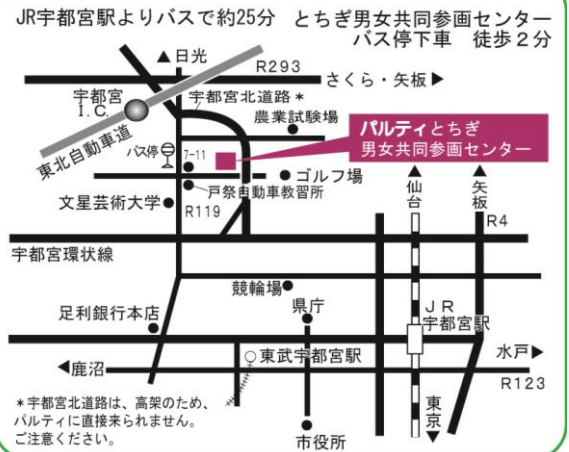 JR宇都宮駅よりバスで約25分 とちぎ男女共同参画センター
バス停下車 徒歩2分
▲日光
R293
さくら・矢板▶
宇都宮
I.C.
宇都宮北道路*
農業試験場
東北自動車道
バス停
7-11
パルティとちぎ
男女共同参画センター
ゴルフ場
戸祭自動車教習所
文星芸術大学
R119
▲仙台
▲矢板
R4
宇都宮環状線
競輪場
県庁
足利銀行本店
JR
宇都宮駅
東武宇都宮駅
水戸▶
◀鹿沼
R123
*宇都宮北道路は、高架のため、
パルティに直接来られません。
ご注意ください。
市役所
東京▼